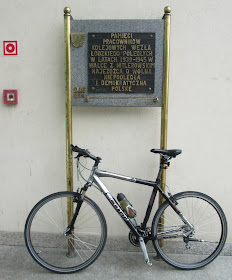 PAMIĘCI
PRACOWNIKÓW
KOLEJOWYCH WĘZŁA
ŁÓDZKIEGO POLEGŁYCH
W LATACH 1939-1945 W
WALCE Z HITLEROWSKIM
NAJEŹDŹCĄ O WOLNĄ
NIEPODLEGŁĄ
I DEMOKRATYCZNĄ
POLSKĘ